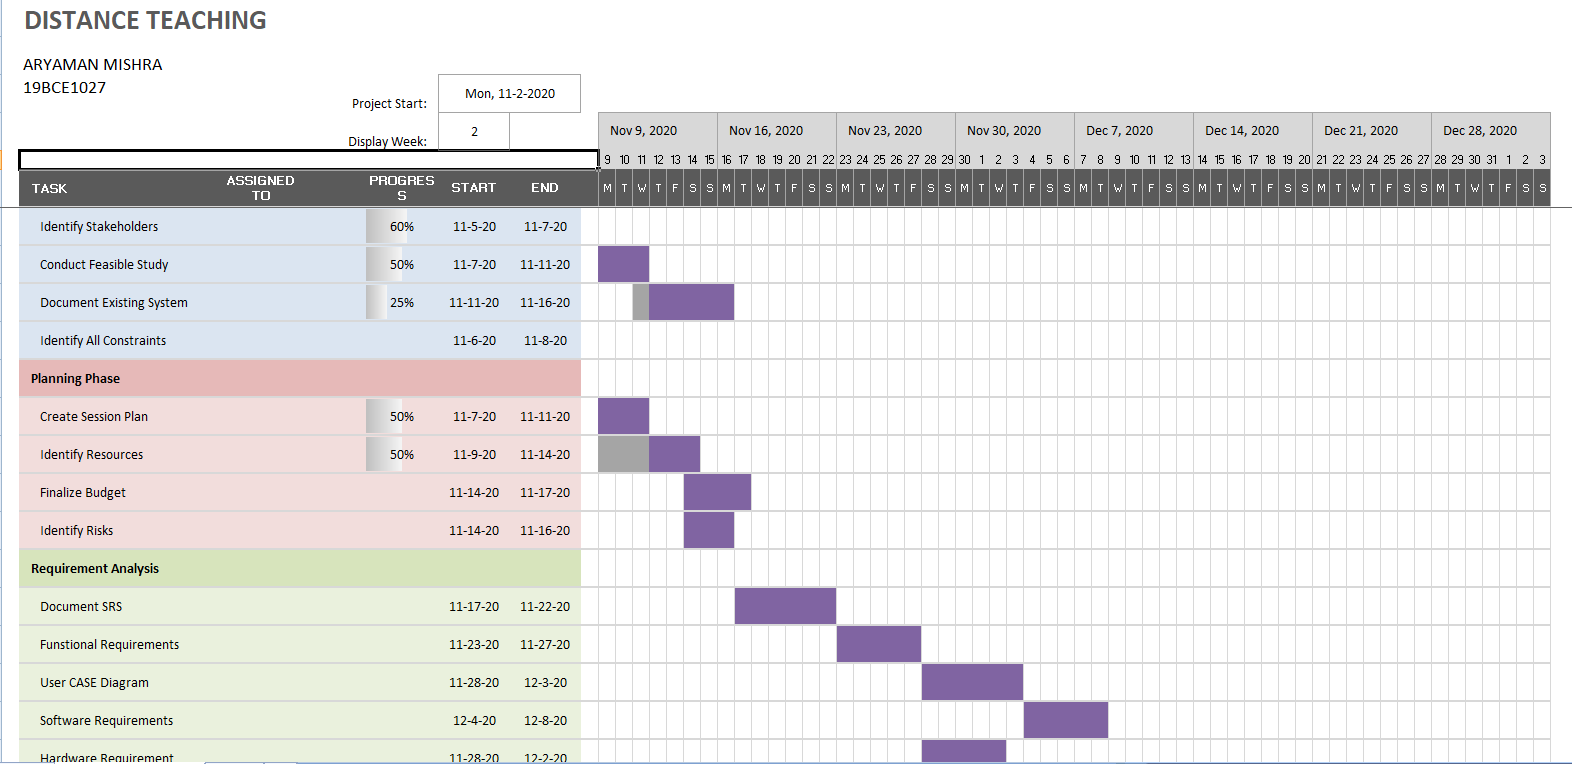 DISTANCE TEACHING
ARYAMAN MISHRA
19BCE1027
Project Start: Mon, 11-2-2020
Display Week: 2
Nov 9, 2020 Nov 16, 2020 Nov 23, 2020 Nov 30, 2020 Dec 7, 2020 Dec 14, 2020 Dec 21, 2020 Dec 28, 2020
9 10 11 12 13 14 15 16 17 18 19 20 21 22 23 24 25 26 27 28 29 30 1 2 3 4 5 6 7 8 9 10 11 12 13 14 15 16 17 18 19 20 21 22 23 24 25 26 27 28 29 30 31 1 2 3
TASK ASSIGNED TO PROGRESS START END M T W T F S S M T W T F S S M T W T F S S M T W T F S S M T W T F S S M T W T F S S M T W T F S S M T W T F S S
Identify Stakeholders 60% 11-5-20 11-7-20
Conduct Feasible Study 50% 11-7-20 11-11-20
Document Existing System 25% 11-11-20 11-16-20
Identify All Constraints 11-6-20 11-8-20
Planning Phase
Create Session Plan 50% 11-7-20 11-11-20
Identify Resources 50% 11-9-20 11-14-20
Finalize Budget 11-14-20 11-17-20
Identify Risks 11-14-20 11-16-20
Requirement Analysis
Document SRS 11-17-20 11-22-20
Funstional Requirements 11-23-20 11-27-20
User CASE Diagram 11-28-20 12-3-20
Software Requirements 12-4-20 12-8-20
Hardware Requirement 11-28-20 12-2-20